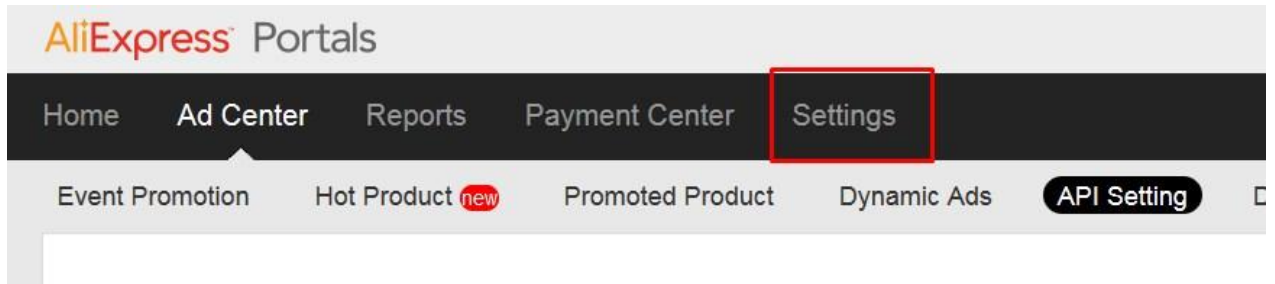 AliExpress Portals
Home Ad Center Reports Payment Center Settings
Event Promotion Hot Product new Promoted Product Dynamic Ads API Setting